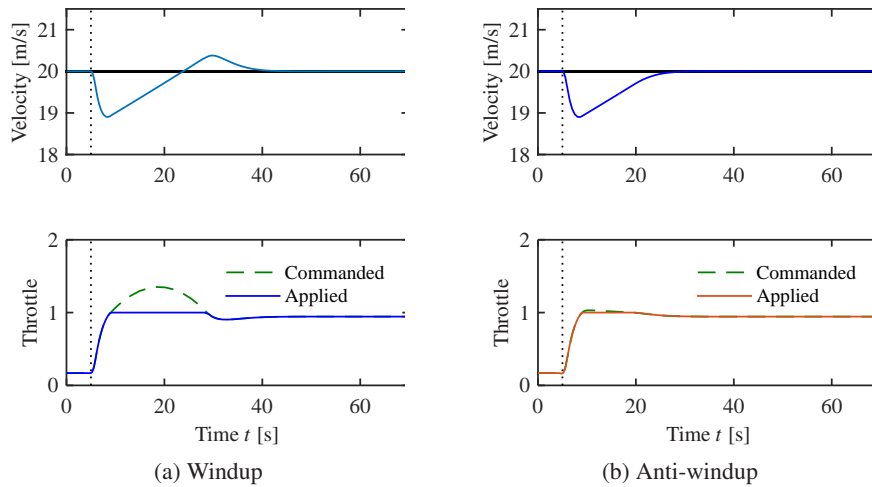 21
20
19
18
Velocity [m/s]
0 20 40 60
2
1
0
Throttle
Commanded
Applied
0 20 40 60
Time t [s]
(a) Windup
21
20
19
18
Velocity [m/s]
0 20 40 60
2
1
0
Throttle
Commanded
Applied
0 20 40 60
Time t [s]
(b) Anti-windup